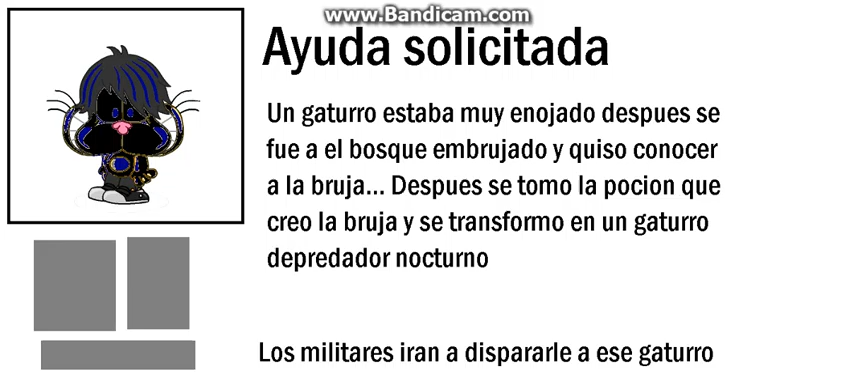 www.Bandicam.com
Ayuda solicitada
Un gaturro estaba muy enojado despues se
fue a el bosque embrujado y quiso conocer
a la bruja... Despues se tomo la pocion que
creo la bruja y se transformo en un gaturro
depredador nocturno
Los militares iran a dispararle a ese gaturro